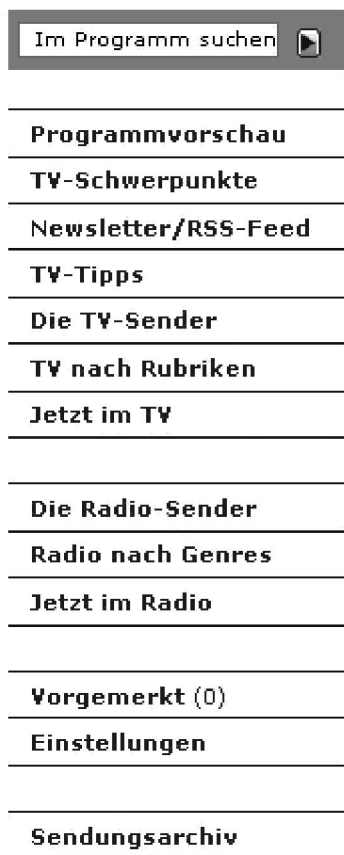 Im Programm suchen
Programmvorschau
TV-Schwerpunkte
Newsletter/RSS-Feed
TV-Tipps
Die TV-Sender
TV nach Rubriken
Jetzt im TV
Die Radio-Sender
Radio nach Genres
Jetzt im Radio
Vorgemerkt (0)
Einstellungen
Sendungsarchiv